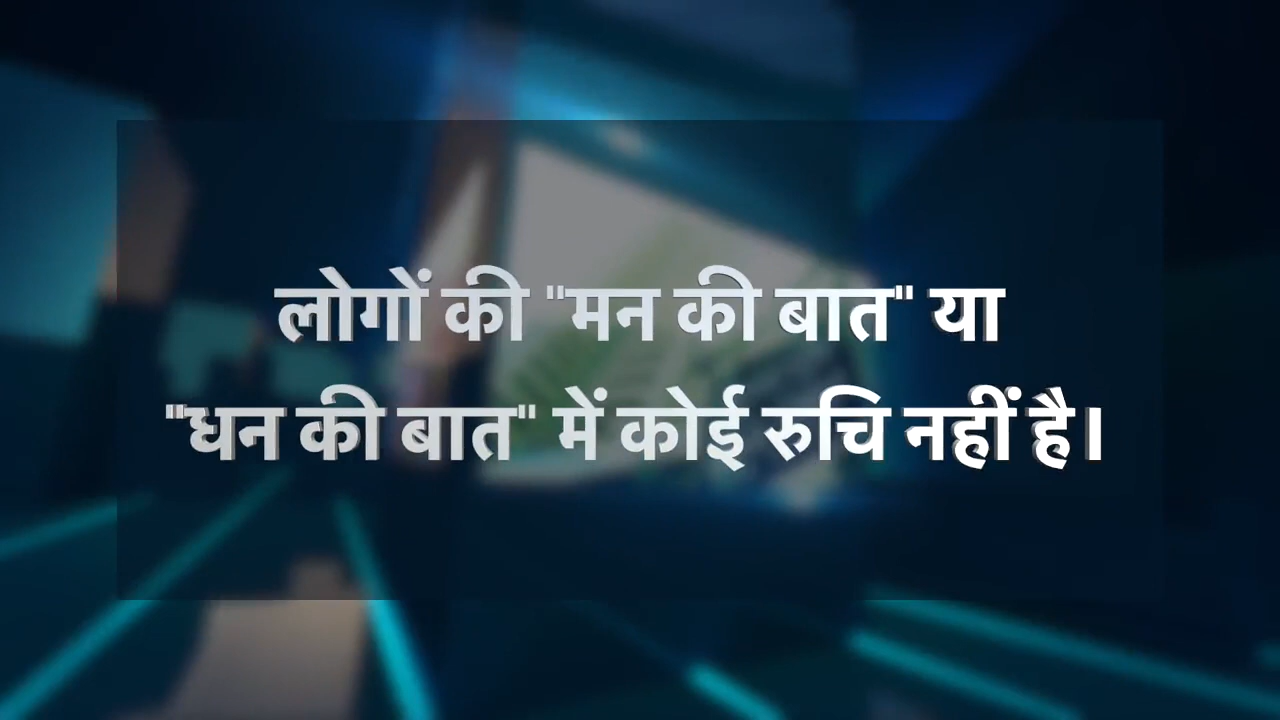 लोगों की "मन की बात" या
"धन की बात" में कोई रुचि नहीं है।